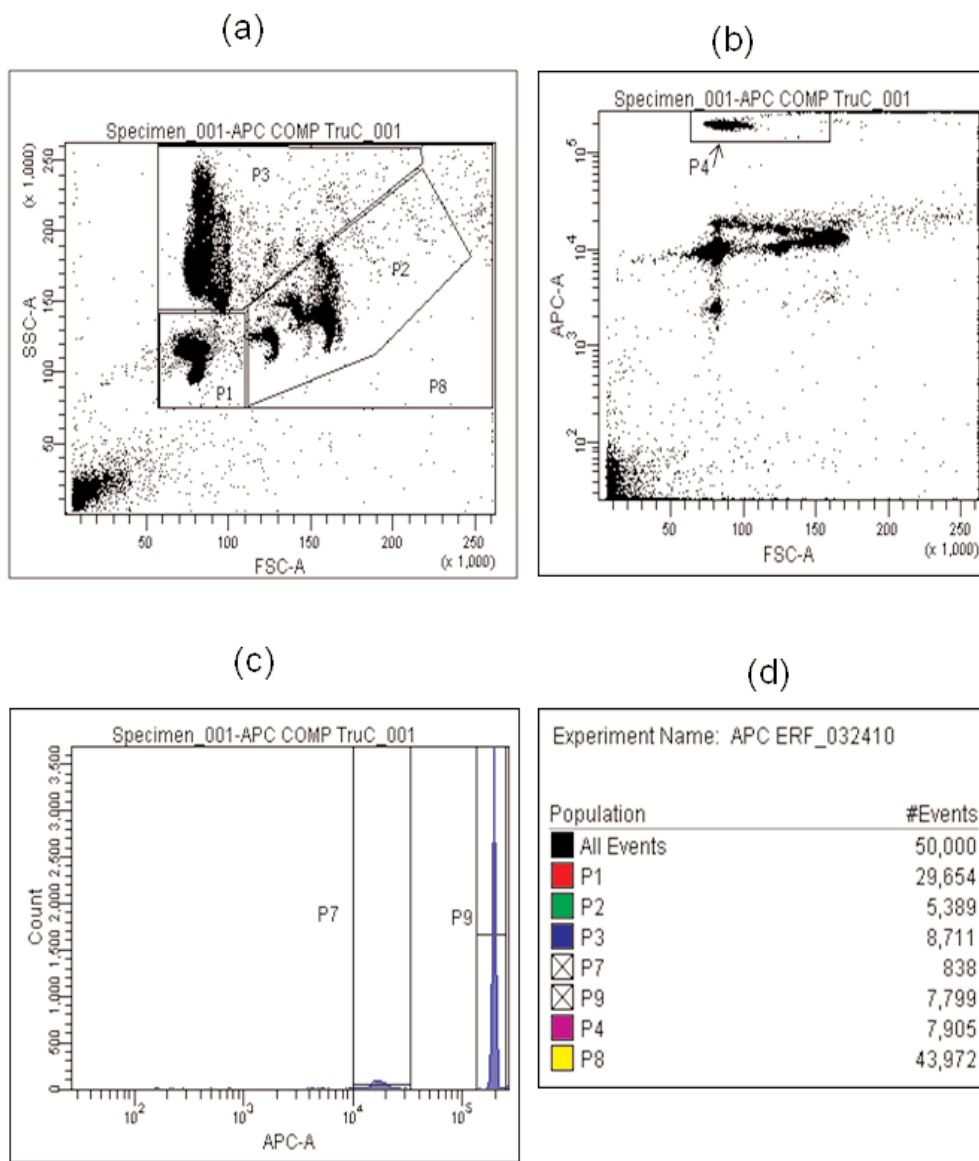 (a)
Specimen_001-APC COMP TruC_001
(x 1,000)
SSC-A
250
200
150
100
50
P3
P2
P1
P8
50 100 150 200 250
FSC-A
(x 1,000)
(b)
Specimen_001-APC COMP TruC_001
APC-A
10^5
10^4
10^3
10^2
P4
50 100 150 200 250
FSC-A
(x 1,000)
(c)
Specimen_001-APC COMP TruC_001
Count
3,500
3,000
2,500
2,000
1,500
1,000
500
0
P7
P9
10^2 10^3 10^4 10^5
APC-A
(d)
Experiment Name: APC ERF_032410
Population #Events
All Events 50,000
P1 29,654
P2 5,389
P3 8,711
P7 838
P9 7,799
P4 7,905
P8 43,972